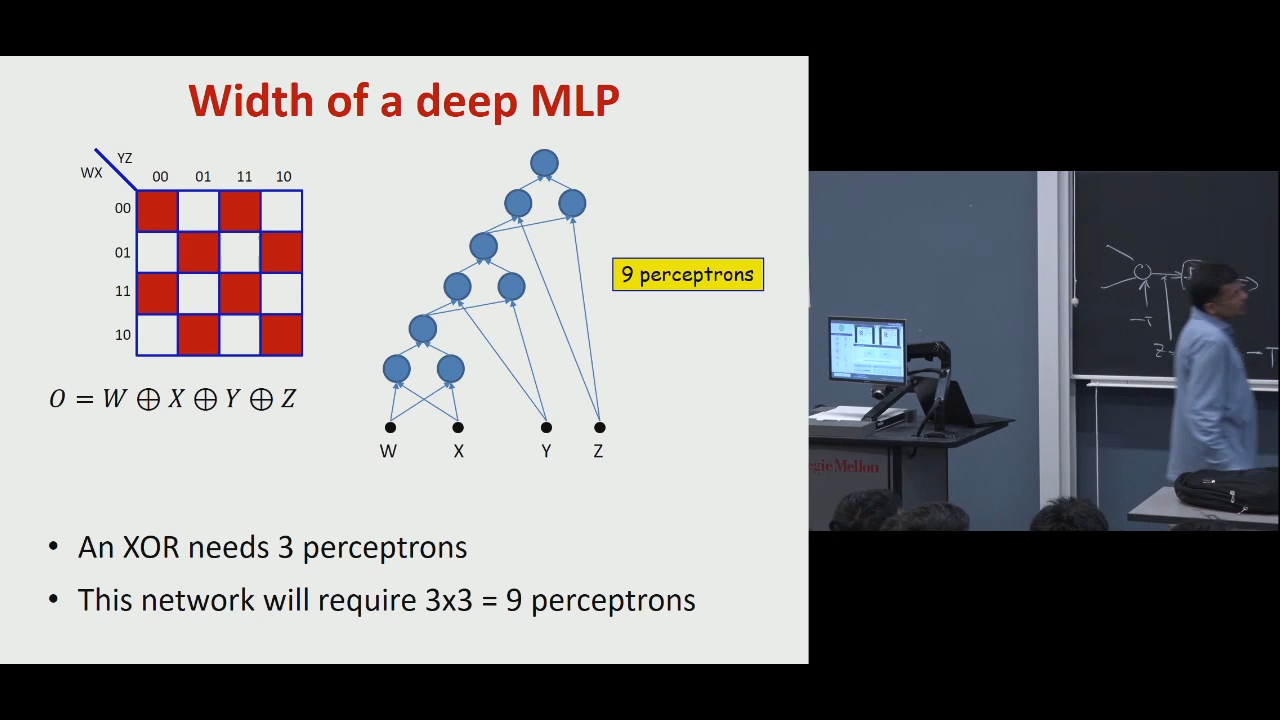 Width of a deep MLP
YZ
WX
00 01 11 10
00
01
11
10
O = W ⊕ X ⊕ Y ⊕ Z
9 perceptrons
W X Y Z
• An XOR needs 3 perceptrons
• This network will require 3x3 = 9 perceptrons
-T
Z
-T
Mellon